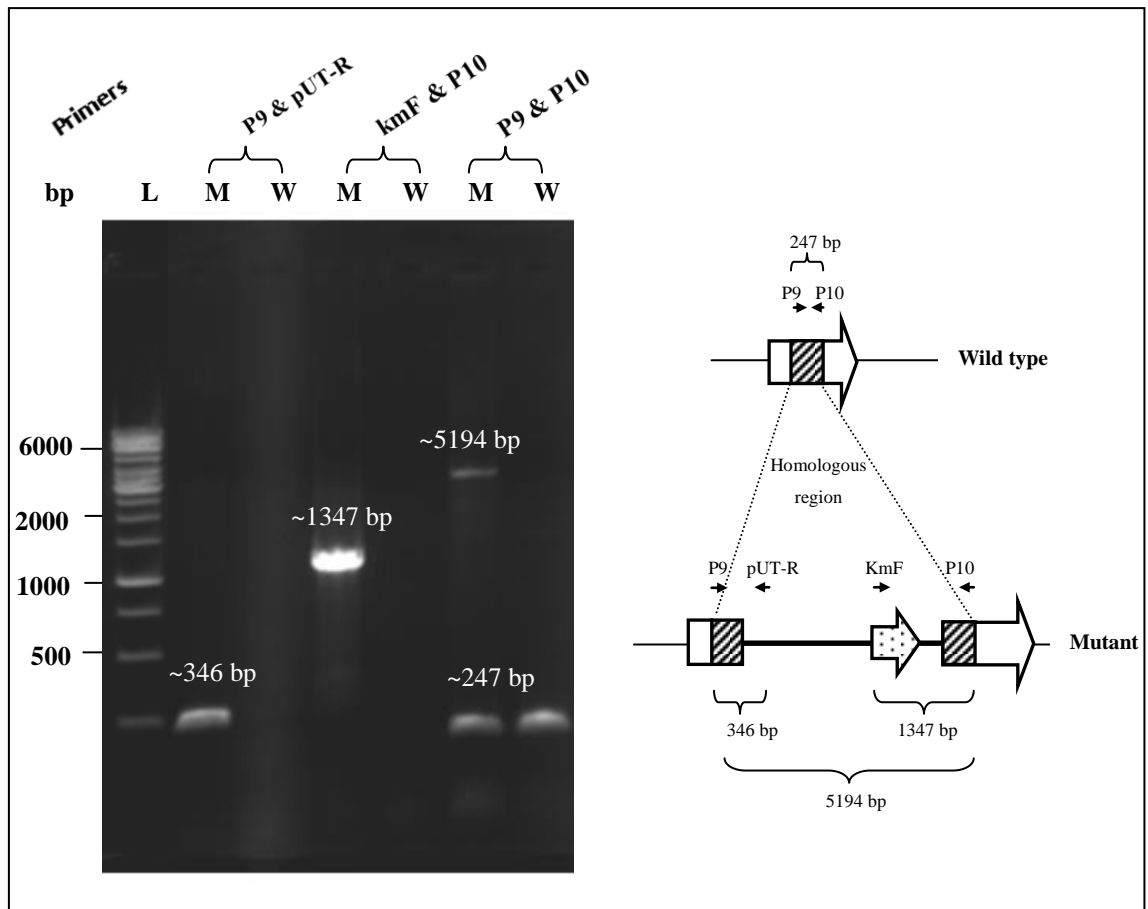 Primers
P9 & pUT-R
kmF & P10
P9 & P10
bp L M W M W M W
6000
2000
1000
500
~5194 bp
~1347 bp
~346 bp
~247 bp
247 bp
P9 P10
Wild type
Homologous
region
P9 pUT-R KmF P10
Mutant
346 bp 1347 bp
5194 bp